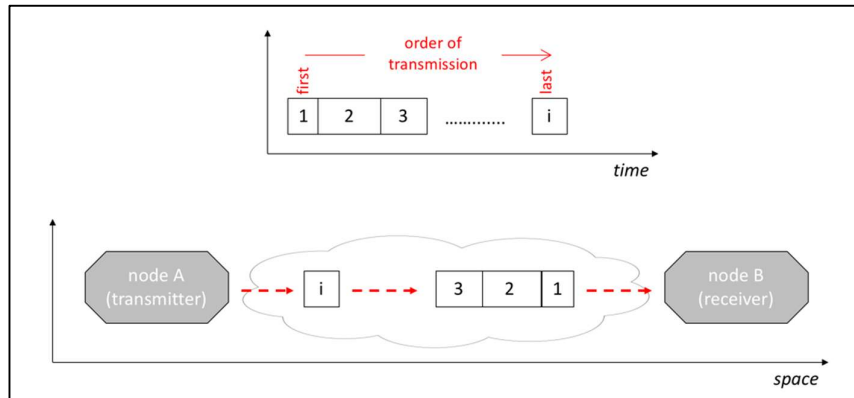 order of
transmission
first
last
1 2 3 ............ i
time
node A
(transmitter)
i
3 2 1
node B
(receiver)
space